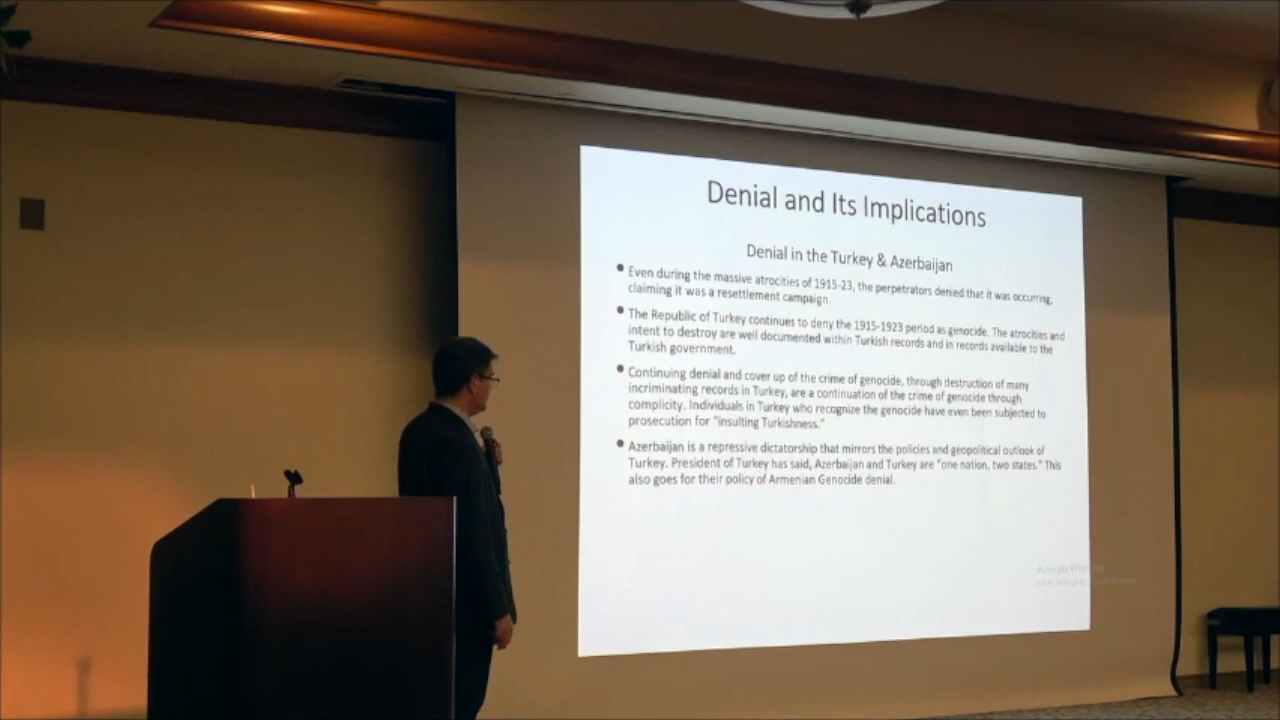 Denial and Its Implications
Denial in the Turkey & Azerbaijan
• Even during the massive atrocities of 1915-23, the perpetrators denied that it was occurring,
claiming it was a resettlement campaign.
• The Republic of Turkey continues to deny the 1915-1923 period as genocide. The atrocities and
intent to destroy are well documented within Turkish records and in records available to the
Turkish government.
• Continuing denial and cover up of the crime of genocide, through destruction of many
incriminating records in Turkey, are a continuation of the crime of genocide through
complicity. Individuals in Turkey who recognize the genocide have even been subjected to
prosecution for "insulting Turkishness."
• Azerbaijan is a repressive dictatorship that mirrors the policies and geopolitical outlook of
Turkey. President of Turkey has said, Azerbaijan and Turkey are "one nation, two states." This
also goes for their policy of Armenian Genocide denial.
Activate